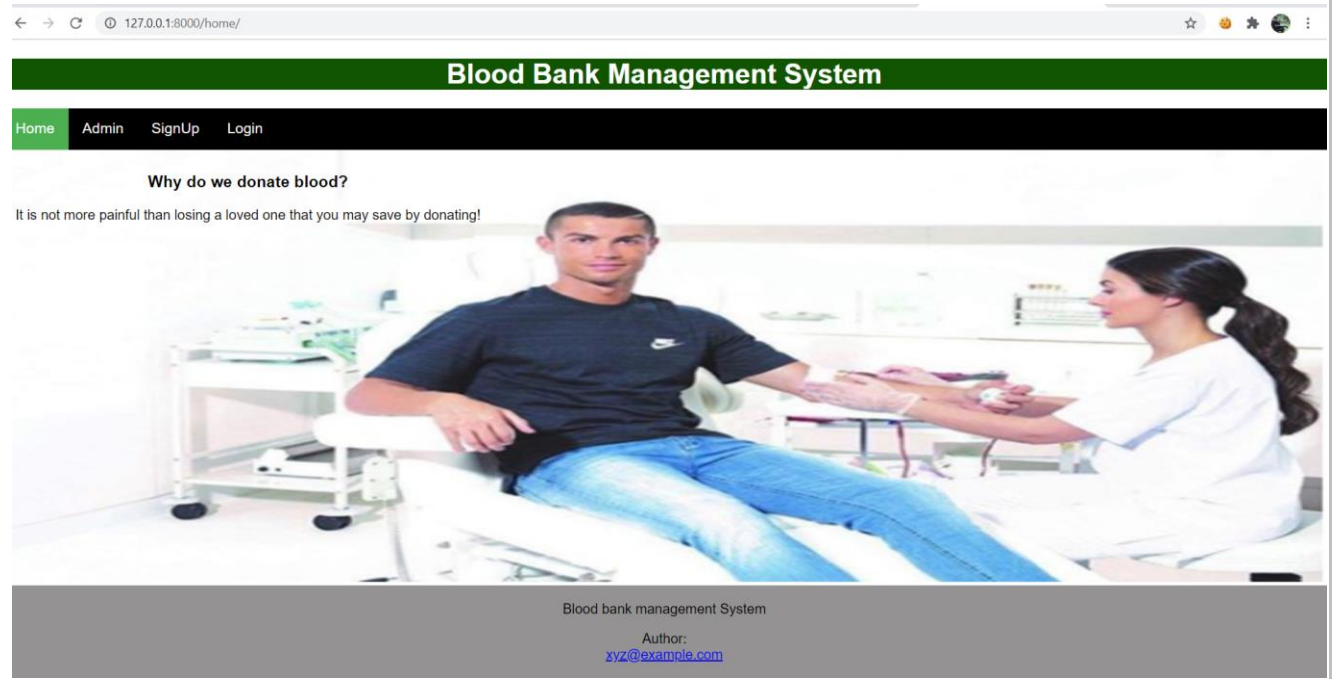 127.0.0.1:8000/home/
Blood Bank Management System
Home Admin SignUp Login
Why do we donate blood?
It is not more painful than losing a loved one that you may save by donating!
Blood bank management System
Author:
xyz@example.com